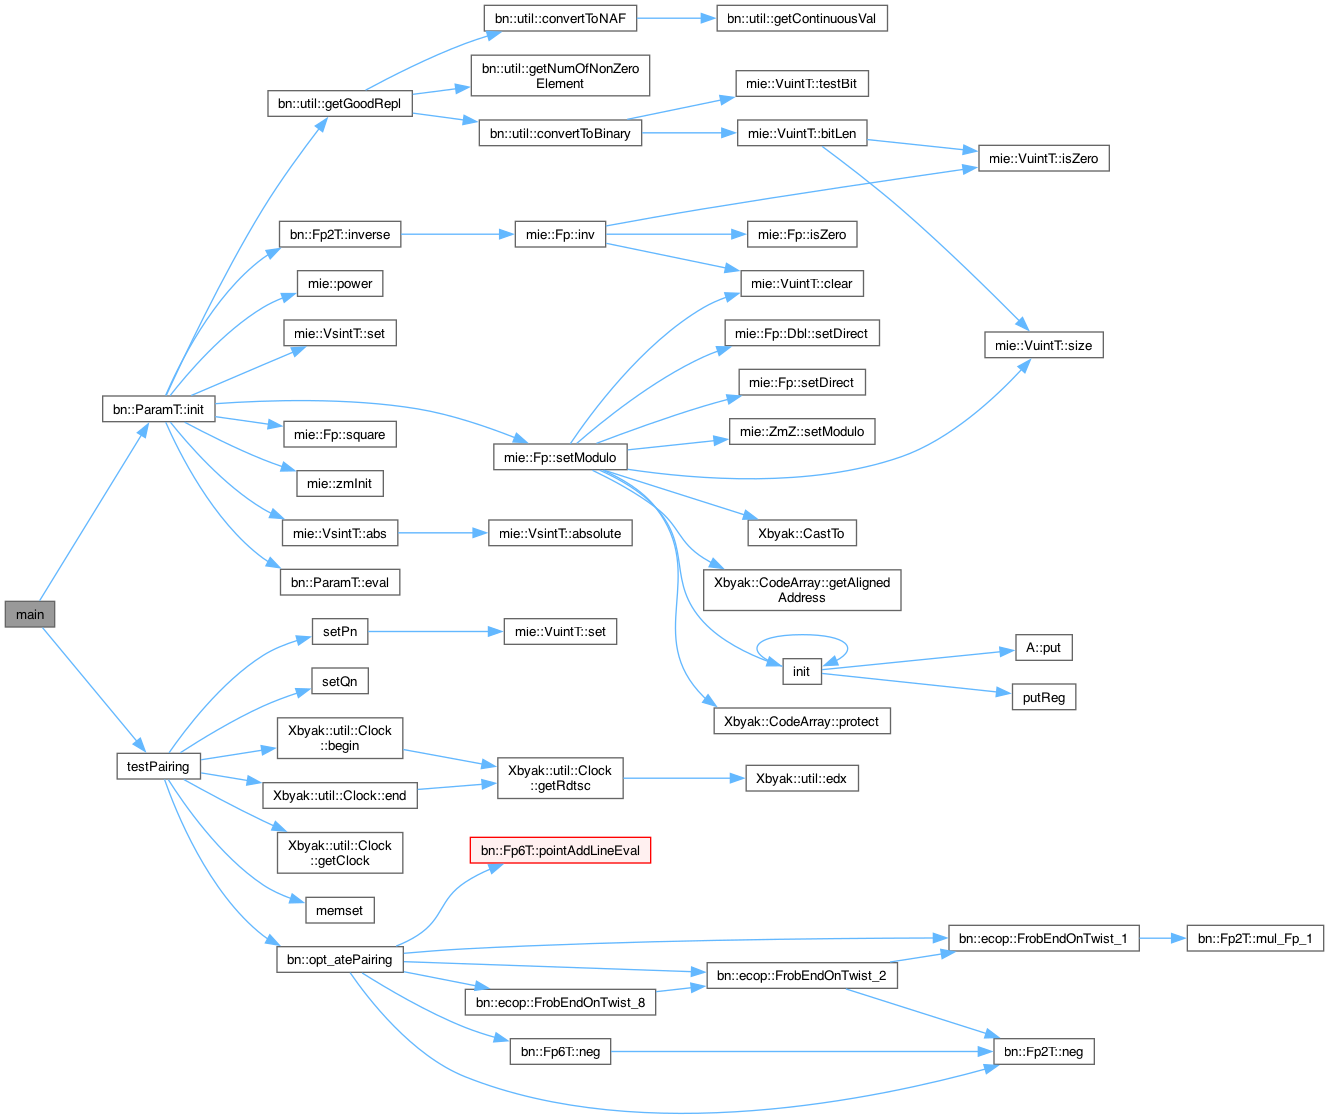 bn::util::convertToNAF
bn::util::getContinuousVal
bn::util::getNumOfNonZero
Element
mie::VuintT::testBit
bn::util::getGoodRepl
bn::util::convertToBinary
mie::VuintT::bitLen
mie::VuintT::isZero
bn::Fp2T::inverse
mie::Fp::inv
mie::Fp::isZero
mie::power
mie::VuintT::clear
mie::VsintT::set
mie::Fp::Dbl::setDirect
mie::VuintT::size
mie::Fp::setDirect
bn::ParamT::init
mie::Fp::square
mie::ZmZ::setModulo
mie::Fp::setModulo
mie::zmInit
mie::VsintT::abs
mie::VsintT::absolute
Xbyak::CastTo
bn::ParamT::eval
Xbyak::CodeArray::getAligned
Address
main
setPn
mie::VuintT::set
A::put
init
setQn
putReg
Xbyak::CodeArray::protect
Xbyak::util::Clock
::begin
testPairing
Xbyak::util::Clock
::getRdtsc
Xbyak::util::edx
Xbyak::util::Clock::end
Xbyak::util::Clock
::getClock
bn::Fp6T::pointAddLineEval
memset
bn::ecop::FrobEndOnTwist_1
bn::Fp2T::mul_Fp_1
bn::opt_atePairing
bn::ecop::FrobEndOnTwist_2
bn::ecop::FrobEndOnTwist_8
bn::Fp6T::neg
bn::Fp2T::neg